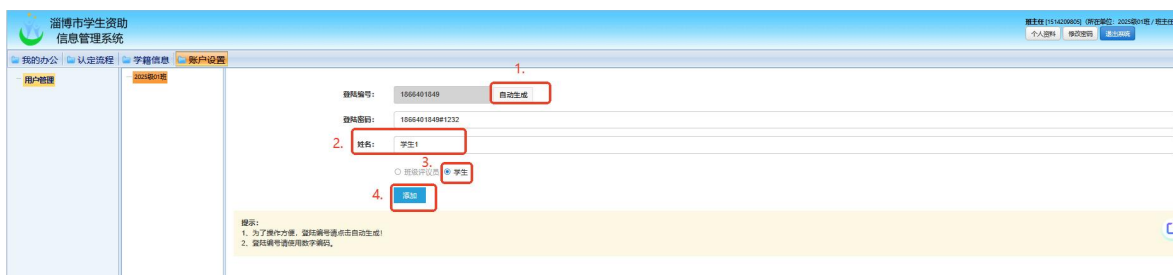 淄博市学生资助
信息管理系统
班主任 [1514209805]（所在单位：2025级01班 / 班主任
个人资料 修改密码 退出系统
我的办公 认定流程 学籍信息 账户设置
用户管理
2025级01班
1.
登陆编号： 1866401849 自动生成
登陆密码： 1866401849#1232
2. 姓名： 学生1
3.
班级评议员 学生
4. 添加
提示：
1、为了操作方便，登陆编号请点击自动生成！
2、登陆编号请使用数字编码。